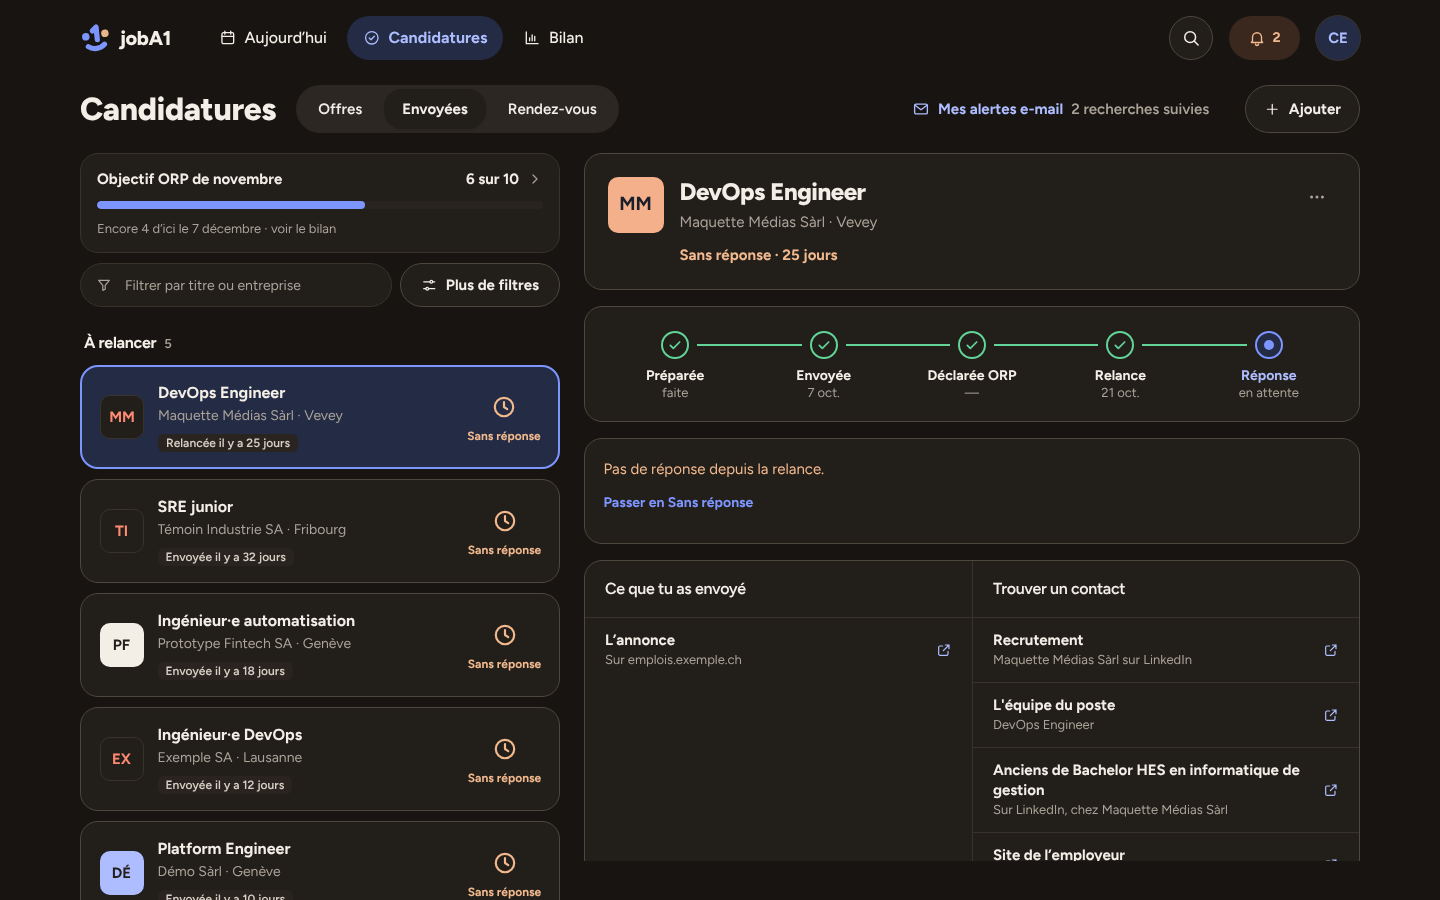 jobA1
Aujourd’hui
Candidatures
Bilan
2
CE
Candidatures
Offres
Envoyées
Rendez-vous
Mes alertes e-mail 2 recherches suivies
Ajouter
Objectif ORP de novembre
6 sur 10
Encore 4 d’ici le 7 décembre · voir le bilan
Filtrer par titre ou entreprise
Plus de filtres
À relancer 5
MM
DevOps Engineer
Maquette Médias Sàrl · Vevey
Relancée il y a 25 jours
Sans réponse
TI
SRE junior
Témoin Industrie SA · Fribourg
Envoyée il y a 32 jours
Sans réponse
PF
Ingénieur·e automatisation
Prototype Fintech SA · Genève
Envoyée il y a 18 jours
Sans réponse
EX
Ingénieur·e DevOps
Exemple SA · Lausanne
Envoyée il y a 12 jours
Sans réponse
DÉ
Platform Engineer
Démo Sàrl · Genève
Envoyée il y a 10 jours
Sans réponse
MM
DevOps Engineer
Maquette Médias Sàrl · Vevey
Sans réponse · 25 jours
Préparée
faite
Envoyée
7 oct.
Déclarée ORP
—
Relance
21 oct.
Réponse
en attente
Pas de réponse depuis la relance.
Passer en Sans réponse
Ce que tu as envoyé
L’annonce
Sur emplois.exemple.ch
Trouver un contact
Recrutement
Maquette Médias Sàrl sur LinkedIn
L'équipe du poste
DevOps Engineer
Anciens de Bachelor HES en informatique de
gestion
Sur LinkedIn, chez Maquette Médias Sàrl
Site de l’employeur